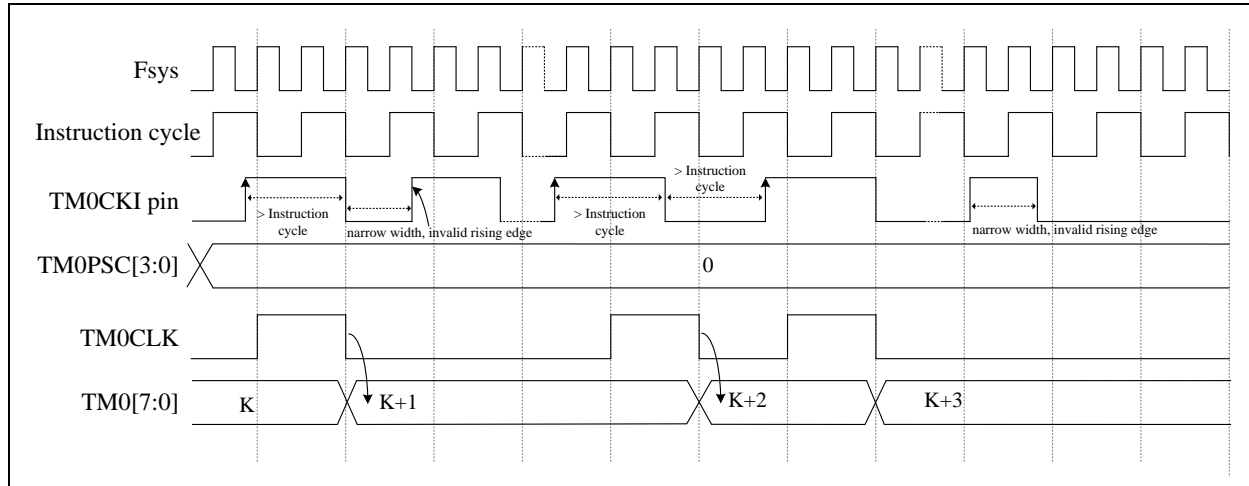 Fsys
Instruction cycle
TM0CKI pin
> Instruction
cycle
narrow width, invalid rising edge
> Instruction
cycle
> Instruction
cycle
narrow width, invalid rising edge
TM0PSC[3:0]
0
TM0CLK
TM0[7:0]
K
K+1
K+2
K+3